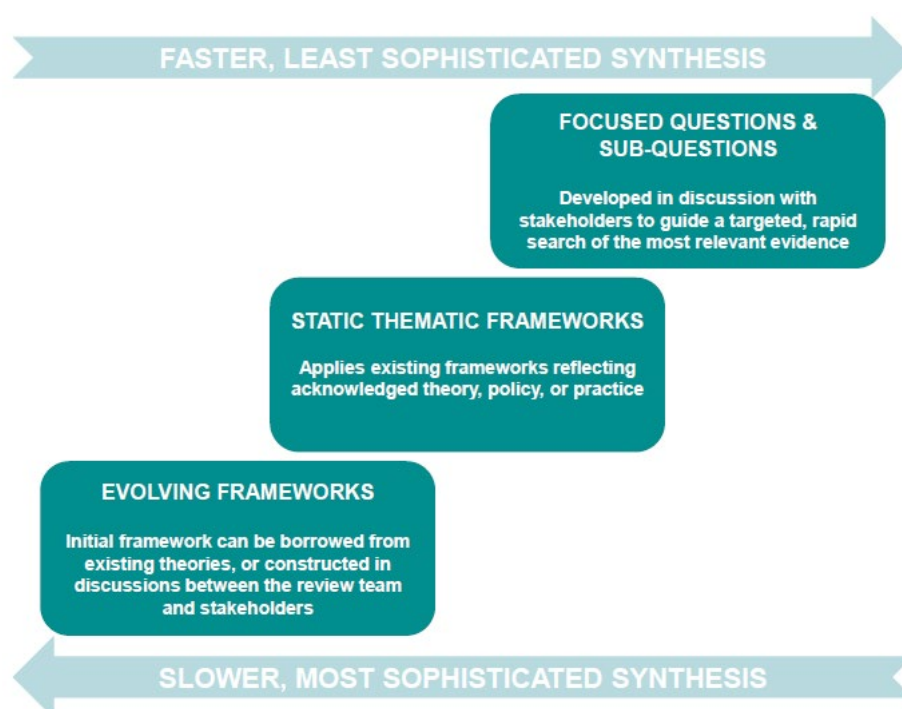 FASTER, LEAST SOPHISTICATED SYNTHESIS
FOCUSED QUESTIONS &
SUB-QUESTIONS
Developed in discussion with
stakeholders to guide a targeted, rapid
search of the most relevant evidence
STATIC THEMATIC FRAMEWORKS
Applies existing frameworks reflecting
acknowledged theory, policy, or practice
EVOLVING FRAMEWORKS
Initial framework can be borrowed from
existing theories, or constructed in
discussions between the review team
and stakeholders
SLOWER, MOST SOPHISTICATED SYNTHESIS